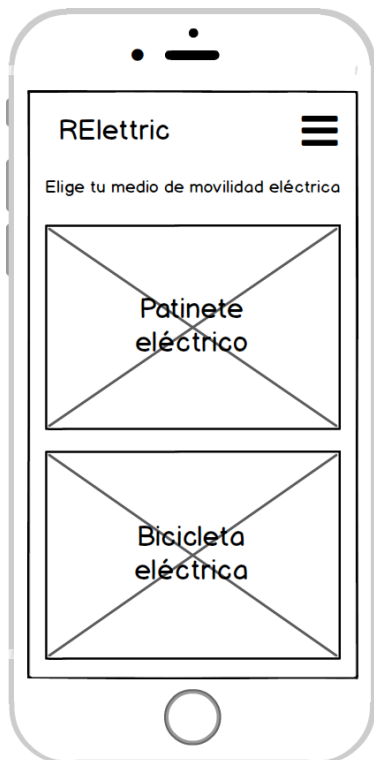 RElettric
Elige tu medio de movilidad eléctrica
Patinete
eléctrico
Bicicleta
eléctrica